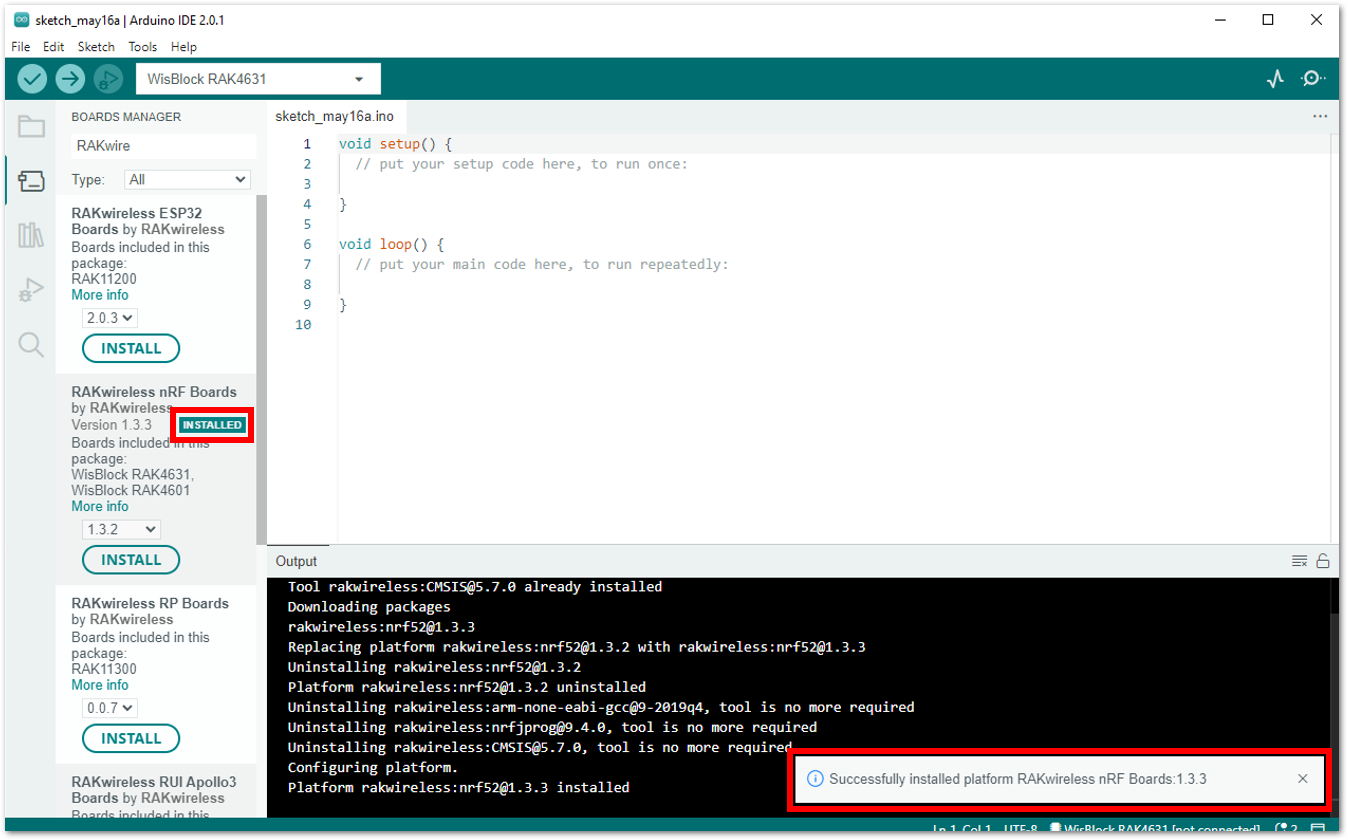 sketch_may16a | Arduino IDE 2.0.1
File Edit Sketch Tools Help
WisBlock RAK4631
BOARDS MANAGER
RAKwire
Type: All
RAKwireless ESP32
Boards by RAKwireless
Boards included in this
package:
RAK11200
More info
2.0.3
INSTALL
RAKwireless nRF Boards
by RAKwireless
Version 1.3.3 INSTALLED
Boards included in this
package:
WisBlock RAK4631,
WisBlock RAK4601
More info
1.3.2
INSTALL
RAKwireless RP Boards
by RAKwireless
Boards included in this
package:
RAK11300
More info
0.0.7
INSTALL
RAKwireless RUI Apollo3
Boards by RAKwireless
Boards included in this
sketch_may16a.ino
1 void setup() {
2 // put your setup code here, to run once:
3
4 }
5
6 void loop() {
7 // put your main code here, to run repeatedly:
8
9 }
10
Output
Tool rakwireless:CMSIS@5.7.0 already installed
Downloading packages
rakwireless:nrf52@1.3.3
Replacing platform rakwireless:nrf52@1.3.2 with rakwireless:nrf52@1.3.3
Uninstalling rakwireless:nrf52@1.3.2
Platform rakwireless:nrf52@1.3.2 uninstalled
Uninstalling rakwireless:arm-none-eabi-gcc@9-2019q4, tool is no more required
Uninstalling rakwireless:nrfjprog@9.4.0, tool is no more required
Uninstalling rakwireless:CMSIS@5.7.0, tool is no more required
Configuring platform.
Platform rakwireless:nrf52@1.3.3 installed
Successfully installed platform RAKwireless nRF Boards:1.3.3
Ln 1, Col 1 UTF-8 WisBlock RAK4631 [not connected] 2